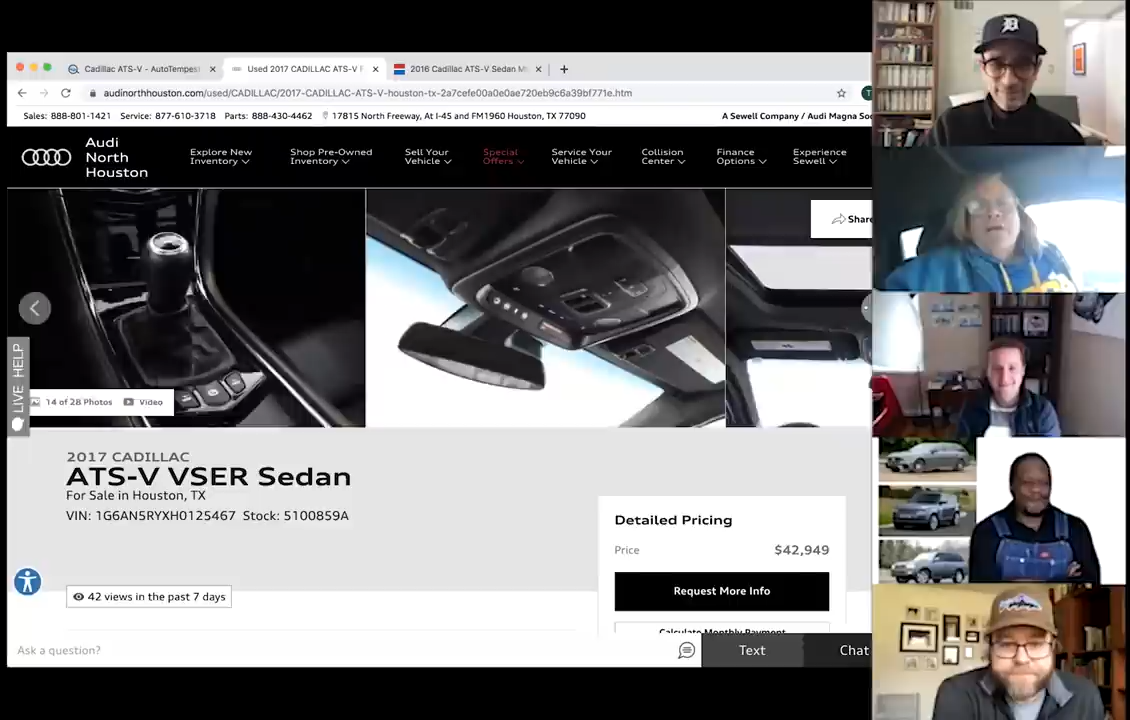 Cadillac ATS-V - AutoTempest
Used 2017 CADILLAC ATS-V
2016 Cadillac ATS-V Sedan M
audinorthhouston.com/used/CADILLAC/2017-CADILLAC-ATS-V-houston-tx-2a7cefe00a0e0ae720eb9c6a39bf771e.htm
Sales: 888-801-1421 Service: 877-610-3718 Parts: 888-430-4462 17815 North Freeway, At I-45 and FM1960 Houston, TX 77090
A Sewell Company / Audi Magna Soc
Audi
North
Houston
Explore New
Inventory
Shop Pre-Owned
Inventory
Sell Your
Vehicle
Special
Offers
Service Your
Vehicle
Collision
Center
Finance
Options
Experience
Sewell
Share
LIVE HELP
14 of 28 Photos Video
2017 CADILLAC
ATS-V VSER Sedan
For Sale in Houston, TX
VIN: 1G6AN5RYXH0125467 Stock: 5100859A
Detailed Pricing
Price $42,949
Request More Info
Calculate Monthly Payment
42 views in the past 7 days
Ask a question?
Text
Chat
D